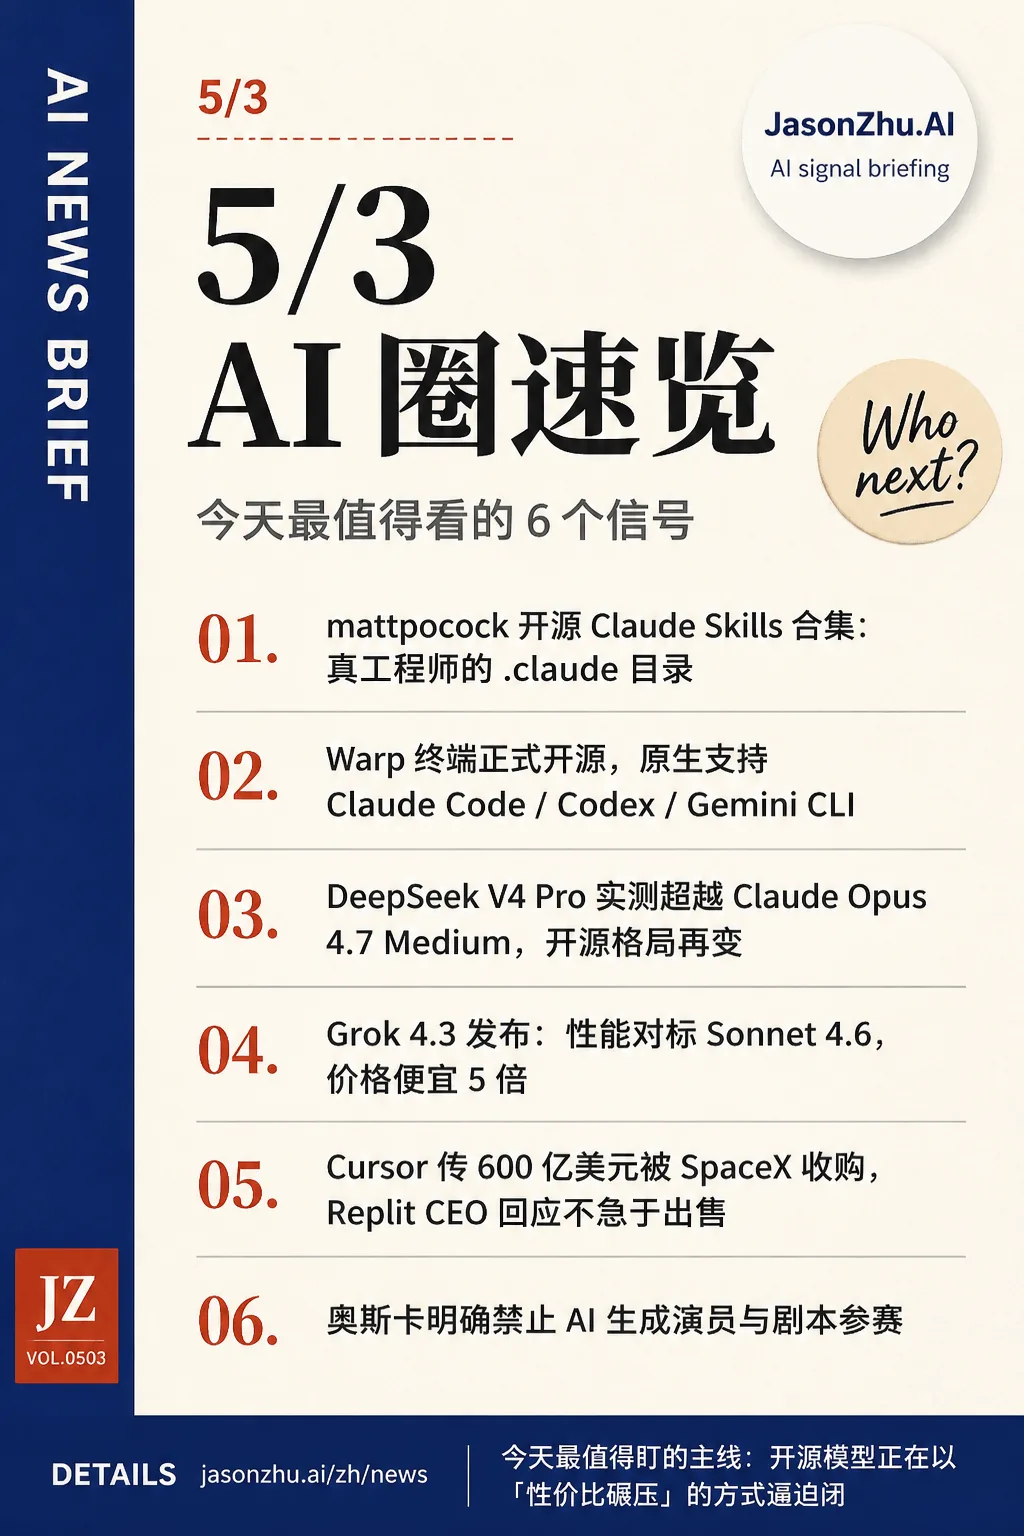 AI NEWS BRIEF
5/3
JasonZhu.AI
AI signal briefing
5/3
AI 圈速览
Who
next?
今天最值得看的 6 个信号
01.
mattpocock 开源 Claude Skills 合集：
真工程师的 .claude 目录
02.
Warp 终端正式开源，原生支持
Claude Code / Codex / Gemini CLI
03.
DeepSeek V4 Pro 实测超越 Claude Opus
4.7 Medium，开源格局再变
04.
Grok 4.3 发布：性能对标 Sonnet 4.6，
价格便宜 5 倍
05.
Cursor 传 600 亿美元被 SpaceX 收购，
Replit CEO 回应不急于出售
06.
奥斯卡明确禁止 AI 生成演员与剧本参赛
JZ
VOL.0503
DETAILS jasonzhu.ai/zh/news
今天最值得盯的主线：开源模型正在以
「性价比碾压」的方式逼迫闭